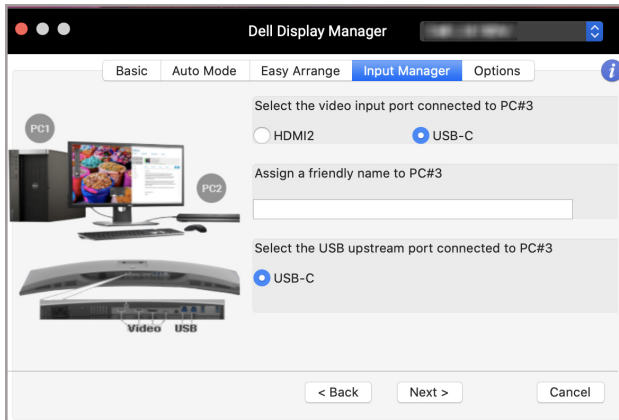 Dell Display Manager
Basic
Auto Mode
Easy Arrange
Input Manager
Options
i
Select the video input port connected to PC#3
HDMI2
USB-C
Assign a friendly name to PC#3
Select the USB upstream port connected to PC#3
USB-C
PC1
PC2
Video USB
< Back
Next >
Cancel